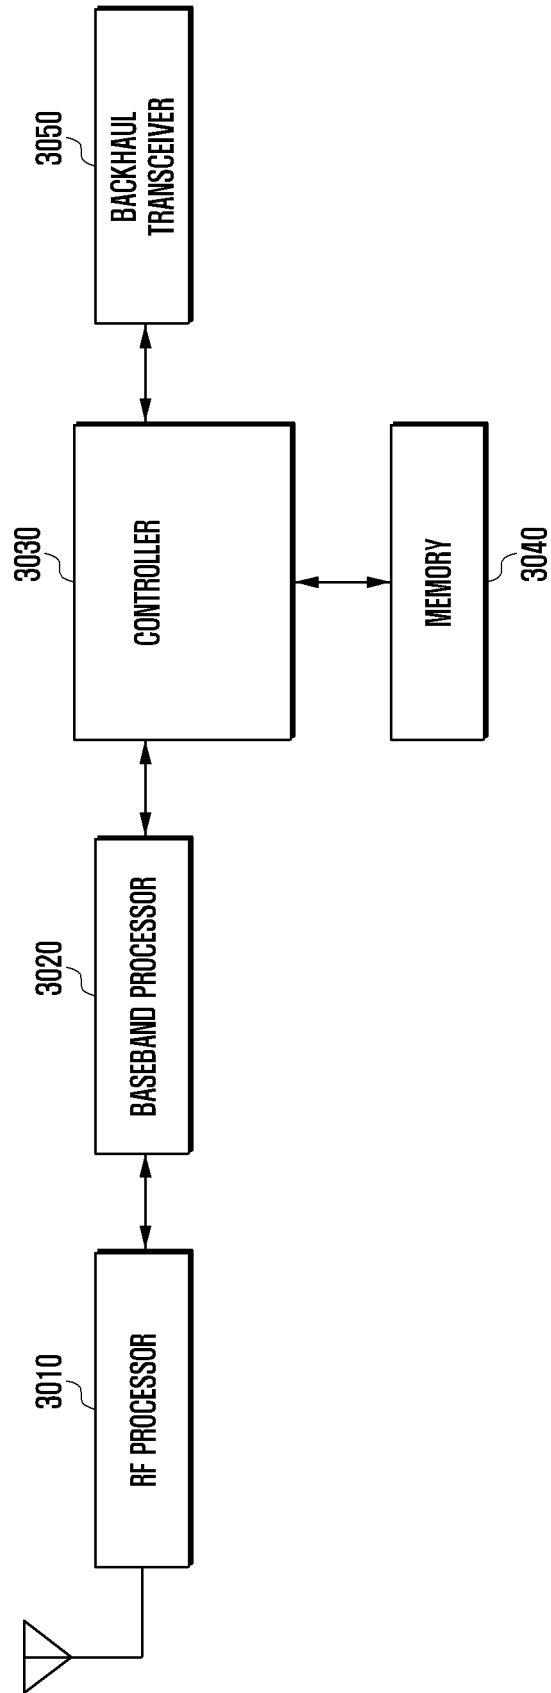 3010
RF PROCESSOR
3020
BASEBAND PROCESSOR
3030
CONTROLLER
3050
BACKHAUL
TRANSCEIVER
MEMORY
3040